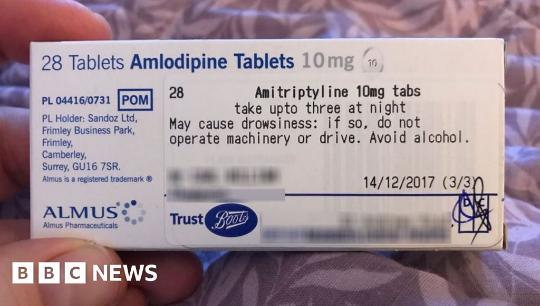 28 Tablets Amlodipine Tablets 10mg 10
PL 04416/0731 POM
PL Holder: Sandoz Ltd,
Frimley Business Park,
Frimley,
Camberley,
Surrey, GU16 7SR.
Almus is a registered trademark ®
ALMUS
Almus Pharmaceuticals
28 Amitriptyline 10mg tabs
take upto three at night
May cause drowsiness: if so, do not
operate machinery or drive. Avoid alcohol.
14/12/2017 (3/3)
Trust Boots
BBC NEWS